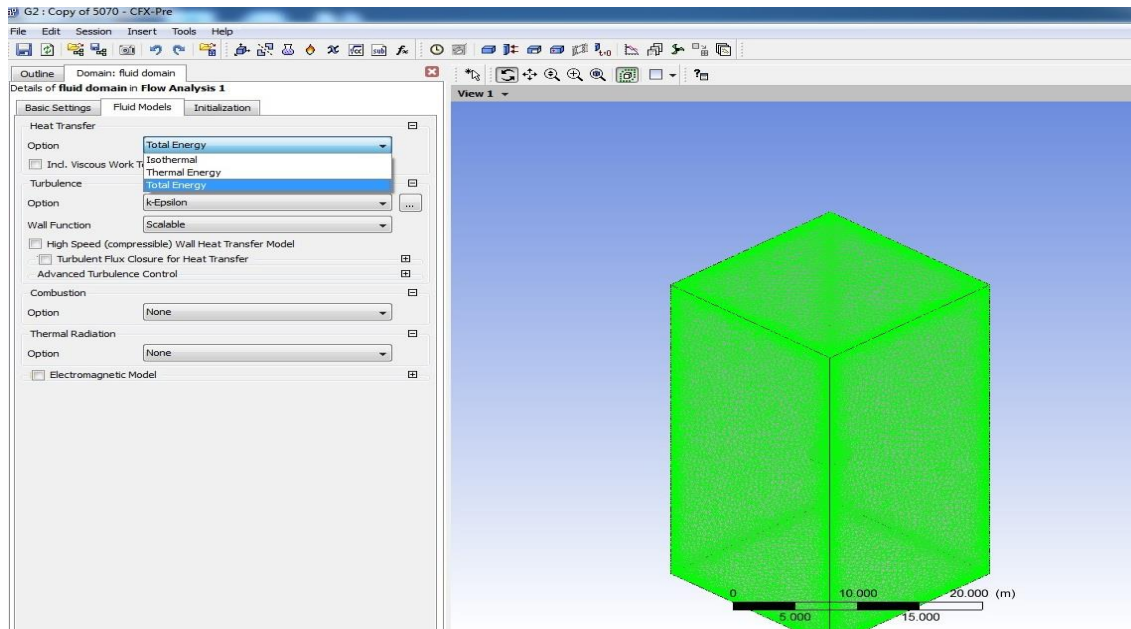 G2 : Copy of 5070 - CFX-Pre
File Edit Session Insert Tools Help
Outline Domain: fluid domain
Details of fluid domain in Flow Analysis 1
Basic Settings Fluid Models Initialization
Heat Transfer
Option Total Energy
Isothermal
Incl. Viscous Work T
Thermal Energy
Turbulence
Total Energy
Option k-Epsilon ...
Wall Function Scalable
High Speed (compressible) Wall Heat Transfer Model
Turbulent Flux Closure for Heat Transfer
Advanced Turbulence Control
Combustion
Option None
Thermal Radiation
Option None
Electromagnetic Model
View 1
0 10.000 20.000 (m)
5.000 15.000